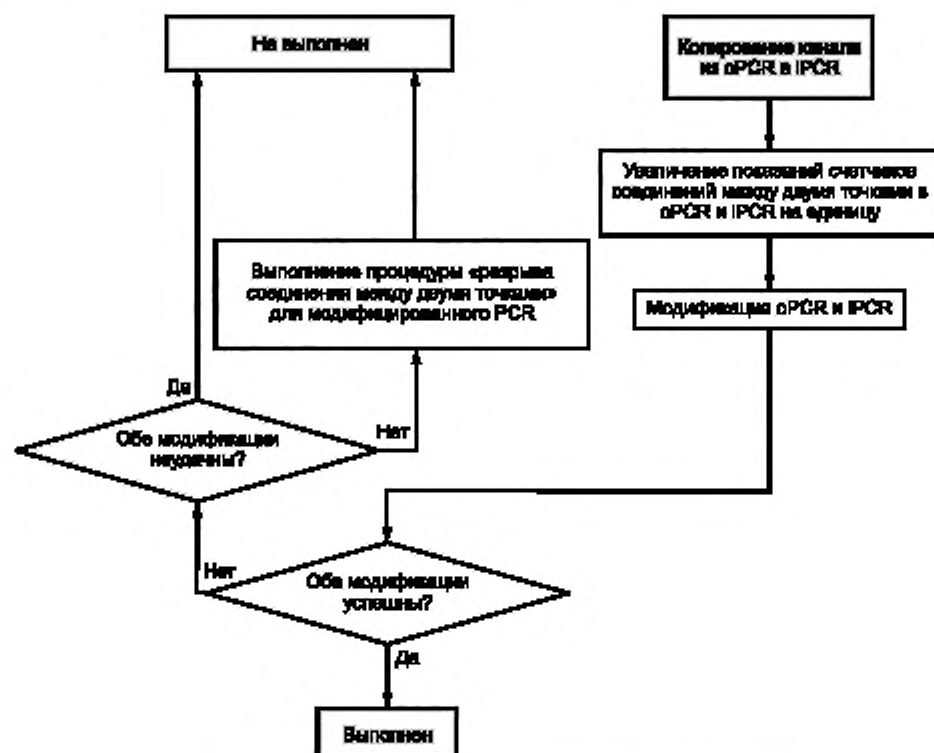 Не выполнен
Копирование канала
из oPCR в iPCR
Увеличение показаний счетчиков
соединений между двумя точками в
oPCR и iPCR на единицу
Выполнение процедуры «разрыва
соединения между двумя точками»
для модифицированного PCR
Модификация oPCR и iPCR
Да
Обе модификации
неудачны?
Нет
Нет
Обе модификации
успешны?
Да
Выполнен